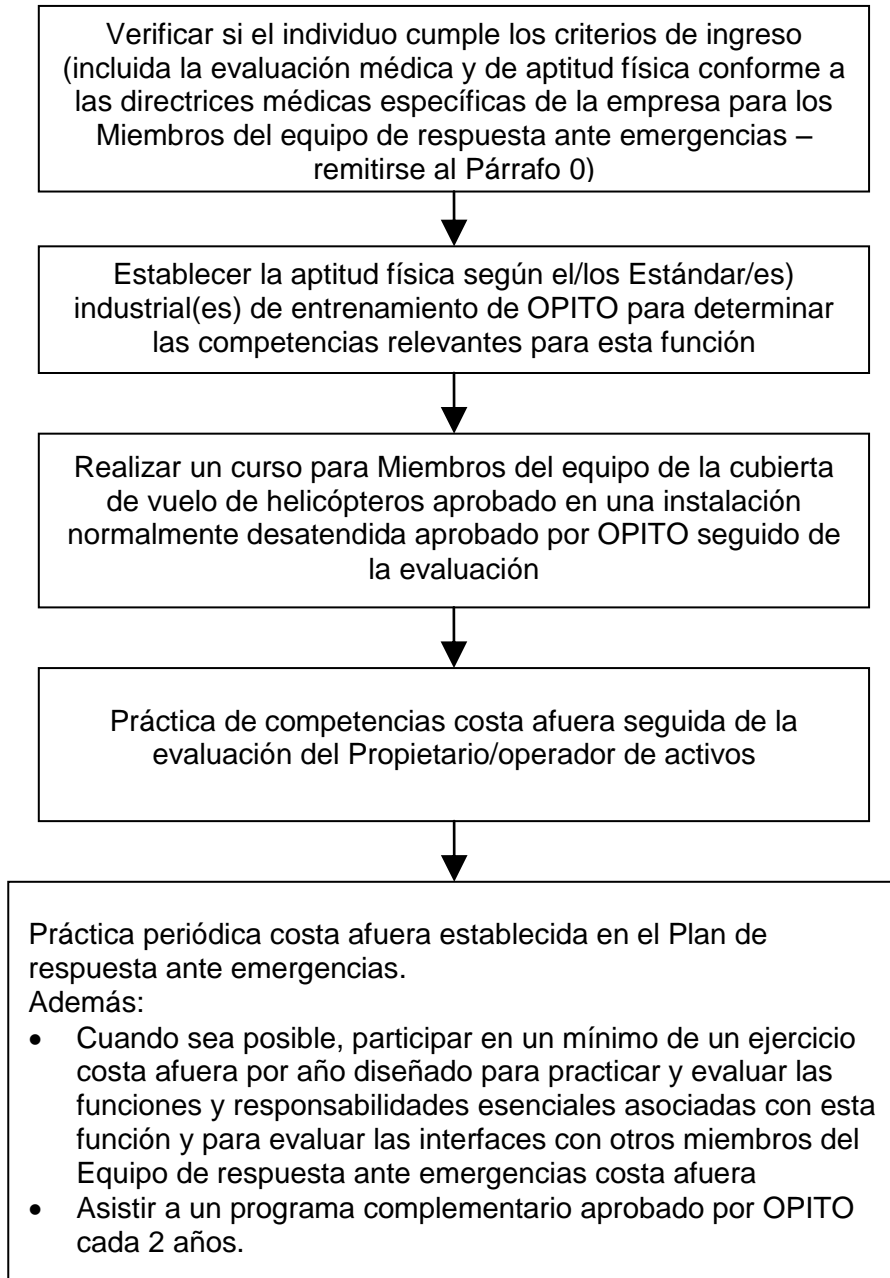 Verificar si el individuo cumple los criterios de ingreso
(incluida la evaluación médica y de aptitud física conforme a
las directrices médicas específicas de la empresa para los
Miembros del equipo de respuesta ante emergencias –
remitirse al Párrafo 0)
Establecer la aptitud física según el/los Estándar/es)
industrial(es) de entrenamiento de OPITO para determinar
las competencias relevantes para esta función
Realizar un curso para Miembros del equipo de la cubierta
de vuelo de helicópteros aprobado en una instalación
normalmente desatendida aprobado por OPITO seguido de
la evaluación
Práctica de competencias costa afuera seguida de la
evaluación del Propietario/operador de activos
Práctica periódica costa afuera establecida en el Plan de
respuesta ante emergencias.
Además:
• Cuando sea posible, participar en un mínimo de un ejercicio
costa afuera por año diseñado para practicar y evaluar las
funciones y responsabilidades esenciales asociadas con esta
función y para evaluar las interfaces con otros miembros del
Equipo de respuesta ante emergencias costa afuera
• Asistir a un programa complementario aprobado por OPITO
cada 2 años.